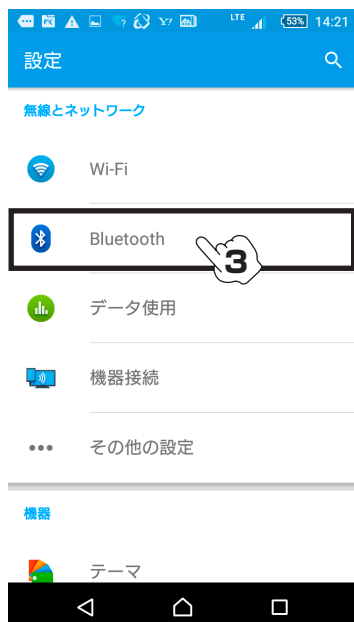 LTE 53% 14:21
設定
無線とネットワーク
Wi-Fi
Bluetooth
3
データ使用
機器接続
その他の設定
機器
テーマ